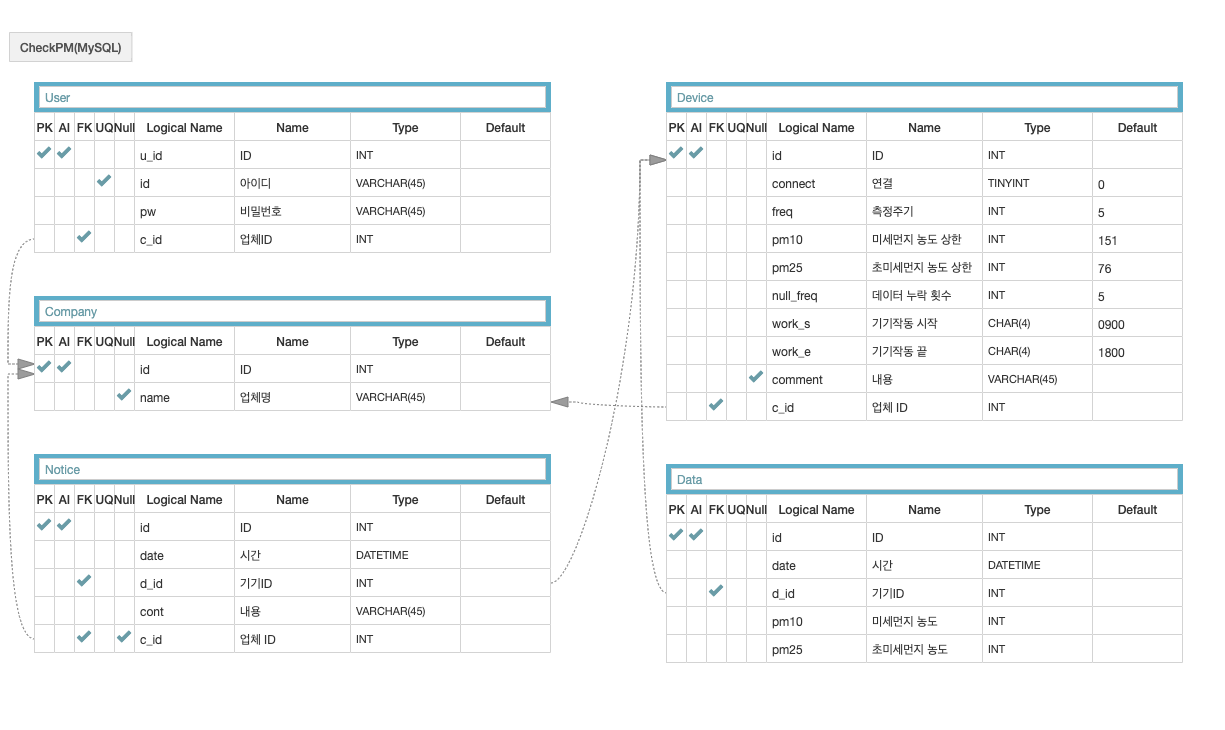 CheckPM(MySQL)
User
PK AI FK UQ Null Logical Name Name Type Default
u_id ID INT
id 아이디 VARCHAR(45)
pw 비밀번호 VARCHAR(45)
c_id 업체ID INT
Company
PK AI FK UQ Null Logical Name Name Type Default
id ID INT
name 업체명 VARCHAR(45)
Notice
PK AI FK UQ Null Logical Name Name Type Default
id ID INT
date 시간 DATETIME
d_id 기기ID INT
cont 내용 VARCHAR(45)
c_id 업체 ID INT
Device
PK AI FK UQ Null Logical Name Name Type Default
id ID INT
connect 연결 TINYINT 0
freq 측정주기 INT 5
pm10 미세먼지 농도 상한 INT 151
pm25 초미세먼지 농도 상한 INT 76
null_freq 데이터 누락 횟수 INT 5
work_s 기기작동 시작 CHAR(4) 0900
work_e 기기작동 끝 CHAR(4) 1800
comment 내용 VARCHAR(45)
c_id 업체 ID INT
Data
PK AI FK UQ Null Logical Name Name Type Default
id ID INT
date 시간 DATETIME
d_id 기기ID INT
pm10 미세먼지 농도 INT
pm25 초미세먼지 농도 INT